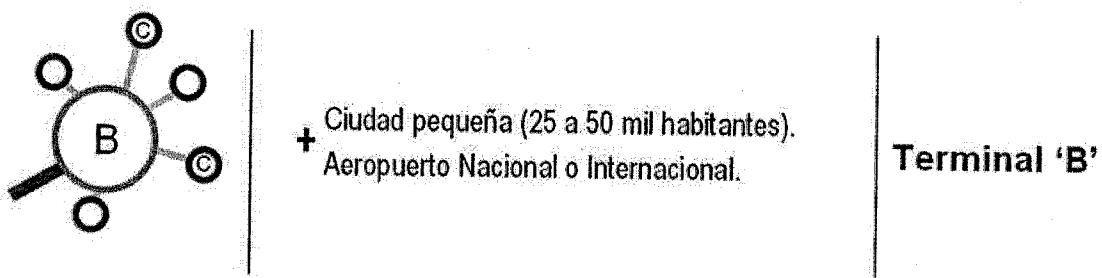 ©
B
©
+ Ciudad pequeña (25 a 50 mil habitantes).
Aeropuerto Nacional o Internacional.
Terminal ‘B’